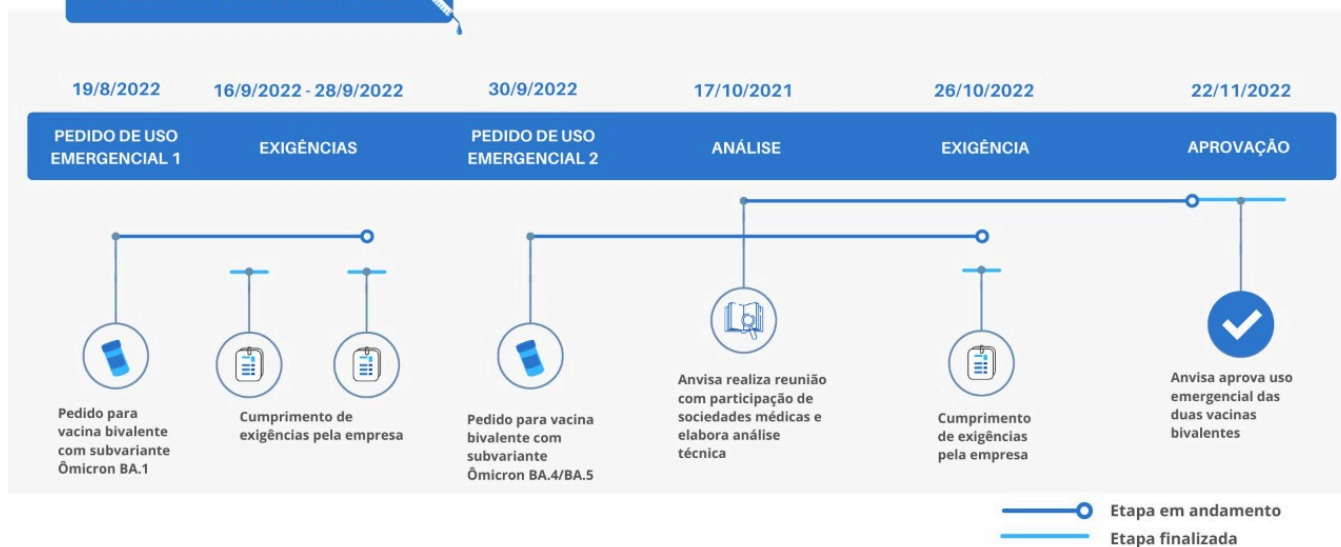 19/8/2022
16/9/2022 - 28/9/2022
30/9/2022
17/10/2021
26/10/2022
22/11/2022
PEDIDO DE USO
EMERGENCIAL 1
EXIGÊNCIAS
PEDIDO DE USO
EMERGENCIAL 2
ANÁLISE
EXIGÊNCIA
APROVAÇÃO
Pedido para
vacina bivalente
com subvariante
Ômicron BA.1
Cumprimento de
exigências pela empresa
Pedido para vacina
bivalente com
subvariante
Ômicron BA.4/BA.5
Anvisa realiza reunião
com participação de
sociedades médicas e
elabora análise
técnica
Cumprimento
de exigências
pela empresa
Anvisa aprova uso
emergencial das
duas vacinas
bivalentes
Etapa em andamento
Etapa finalizada